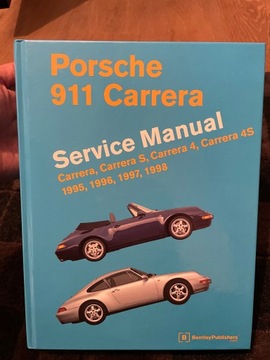 Porsche
911 Carrera
Service Manual
Carrera, Carrera S, Carrera 4, Carrera 4S
1995, 1996, 1997, 1998
B
BentleyPublishers